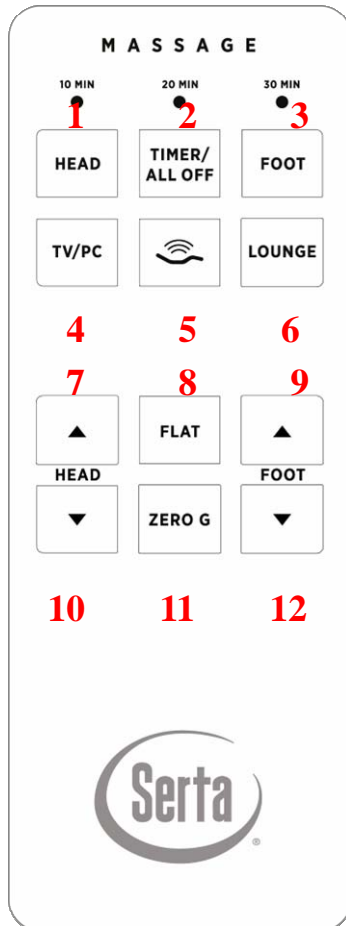 MASSAGE
10 MIN 20 MIN 30 MIN
1 2 3
HEAD TIMER/ FOOT
ALL OFF
TV/PC LOUNGE
4 5 6
7 8 9
▲ FLAT ▲
HEAD FOOT
▼ ZERO G ▼
10 11 12
Serta
®